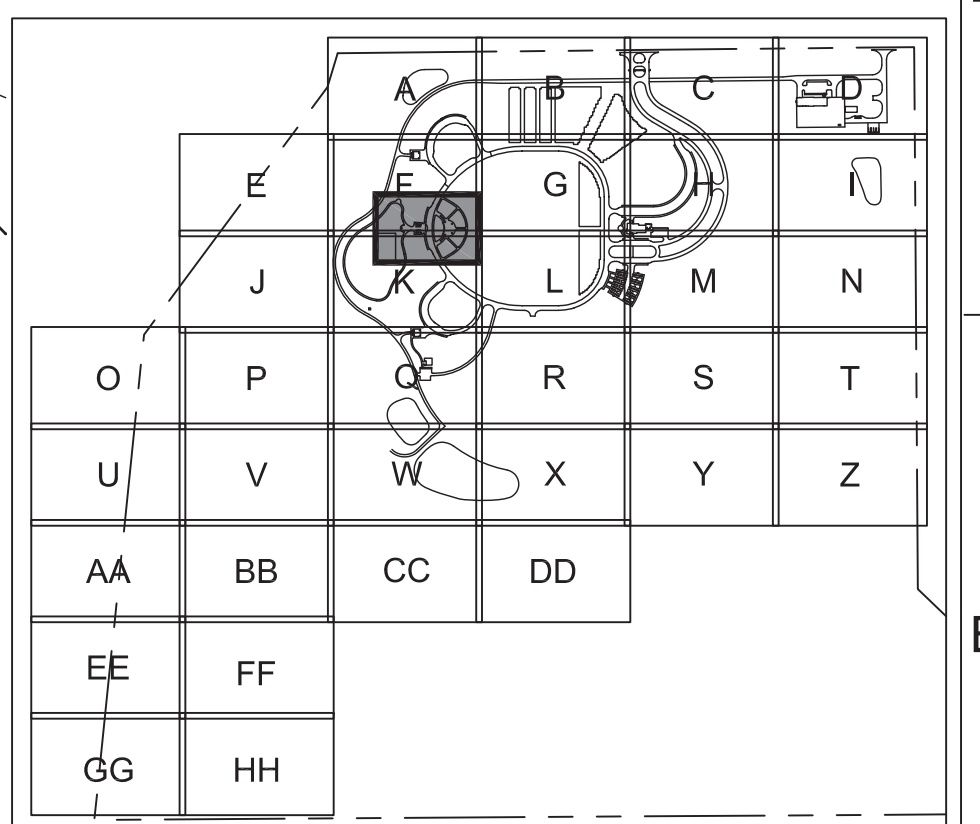 A B C D
E F G H I
J K L M N
O P Q R S T
U V W X Y Z
AA BB CC DD
EE FF
GG HH